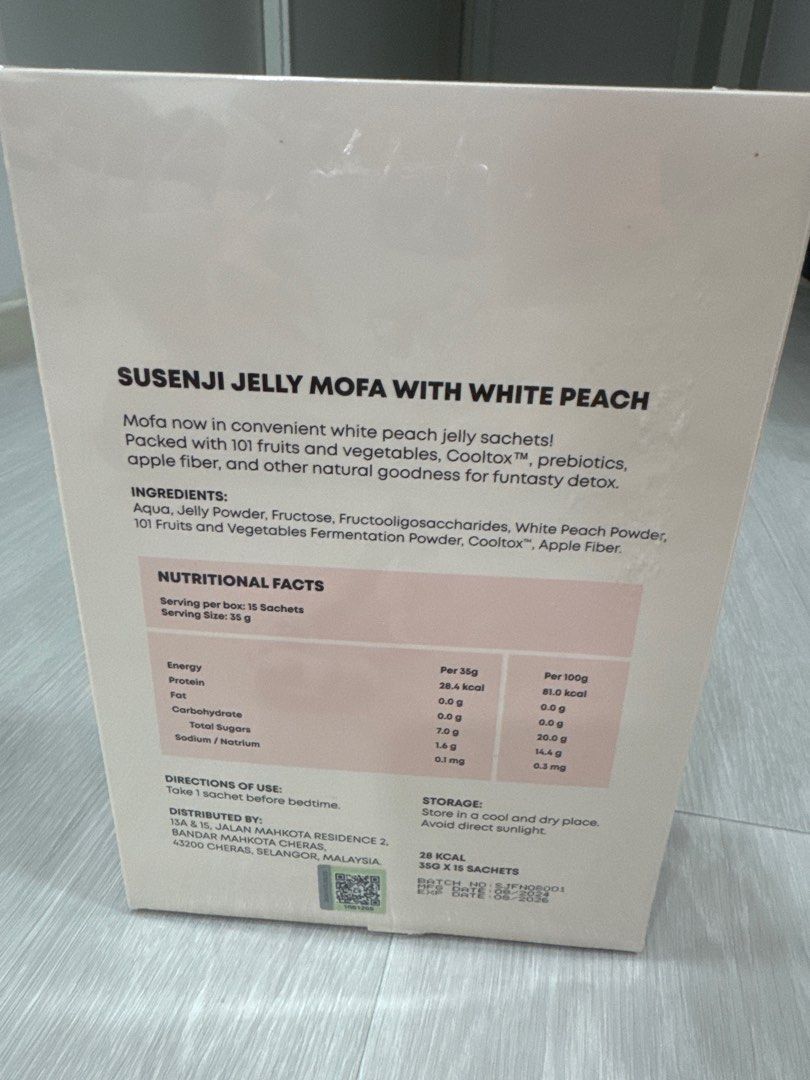 SUSENJI JELLY MOFA WITH WHITE PEACH
Mofa now in convenient white peach jelly sachets!
Packed with 101 fruits and vegetables, Cooltox™, prebiotics,
apple fiber, and other natural goodness for funtasty detox.
INGREDIENTS:
Aqua, Jelly Powder, Fructose, Fructooligosaccharides, White Peach Powder,
101 Fruits and Vegetables Fermentation Powder, Cooltox™, Apple Fiber.
NUTRITIONAL FACTS
Serving per box: 15 Sachets
Serving Size: 35 g
Per 35g Per 100g
Energy 28.4 kcal 81.0 kcal
Protein 0.0 g 0.0 g
Fat 0.0 g 0.0 g
Carbohydrate 7.0 g 20.0 g
Total Sugars 1.6 g 14.4 g
Sodium / Natrium 0.1 mg 0.3 mg
DIRECTIONS OF USE:
Take 1 sachet before bedtime.
DISTRIBUTED BY:
13A & 15, JALAN MAHKOTA RESIDENCE 2,
BANDAR MAHKOTA CHERAS,
43200 CHERAS, SELANGOR, MALAYSIA.
STORAGE:
Store in a cool and dry place.
Avoid direct sunlight.
28 KCAL
35G X 15 SACHETS
BATCH NO: SJFN08001
MFG DATE: 08/2024
EXP DATE: 08/2026